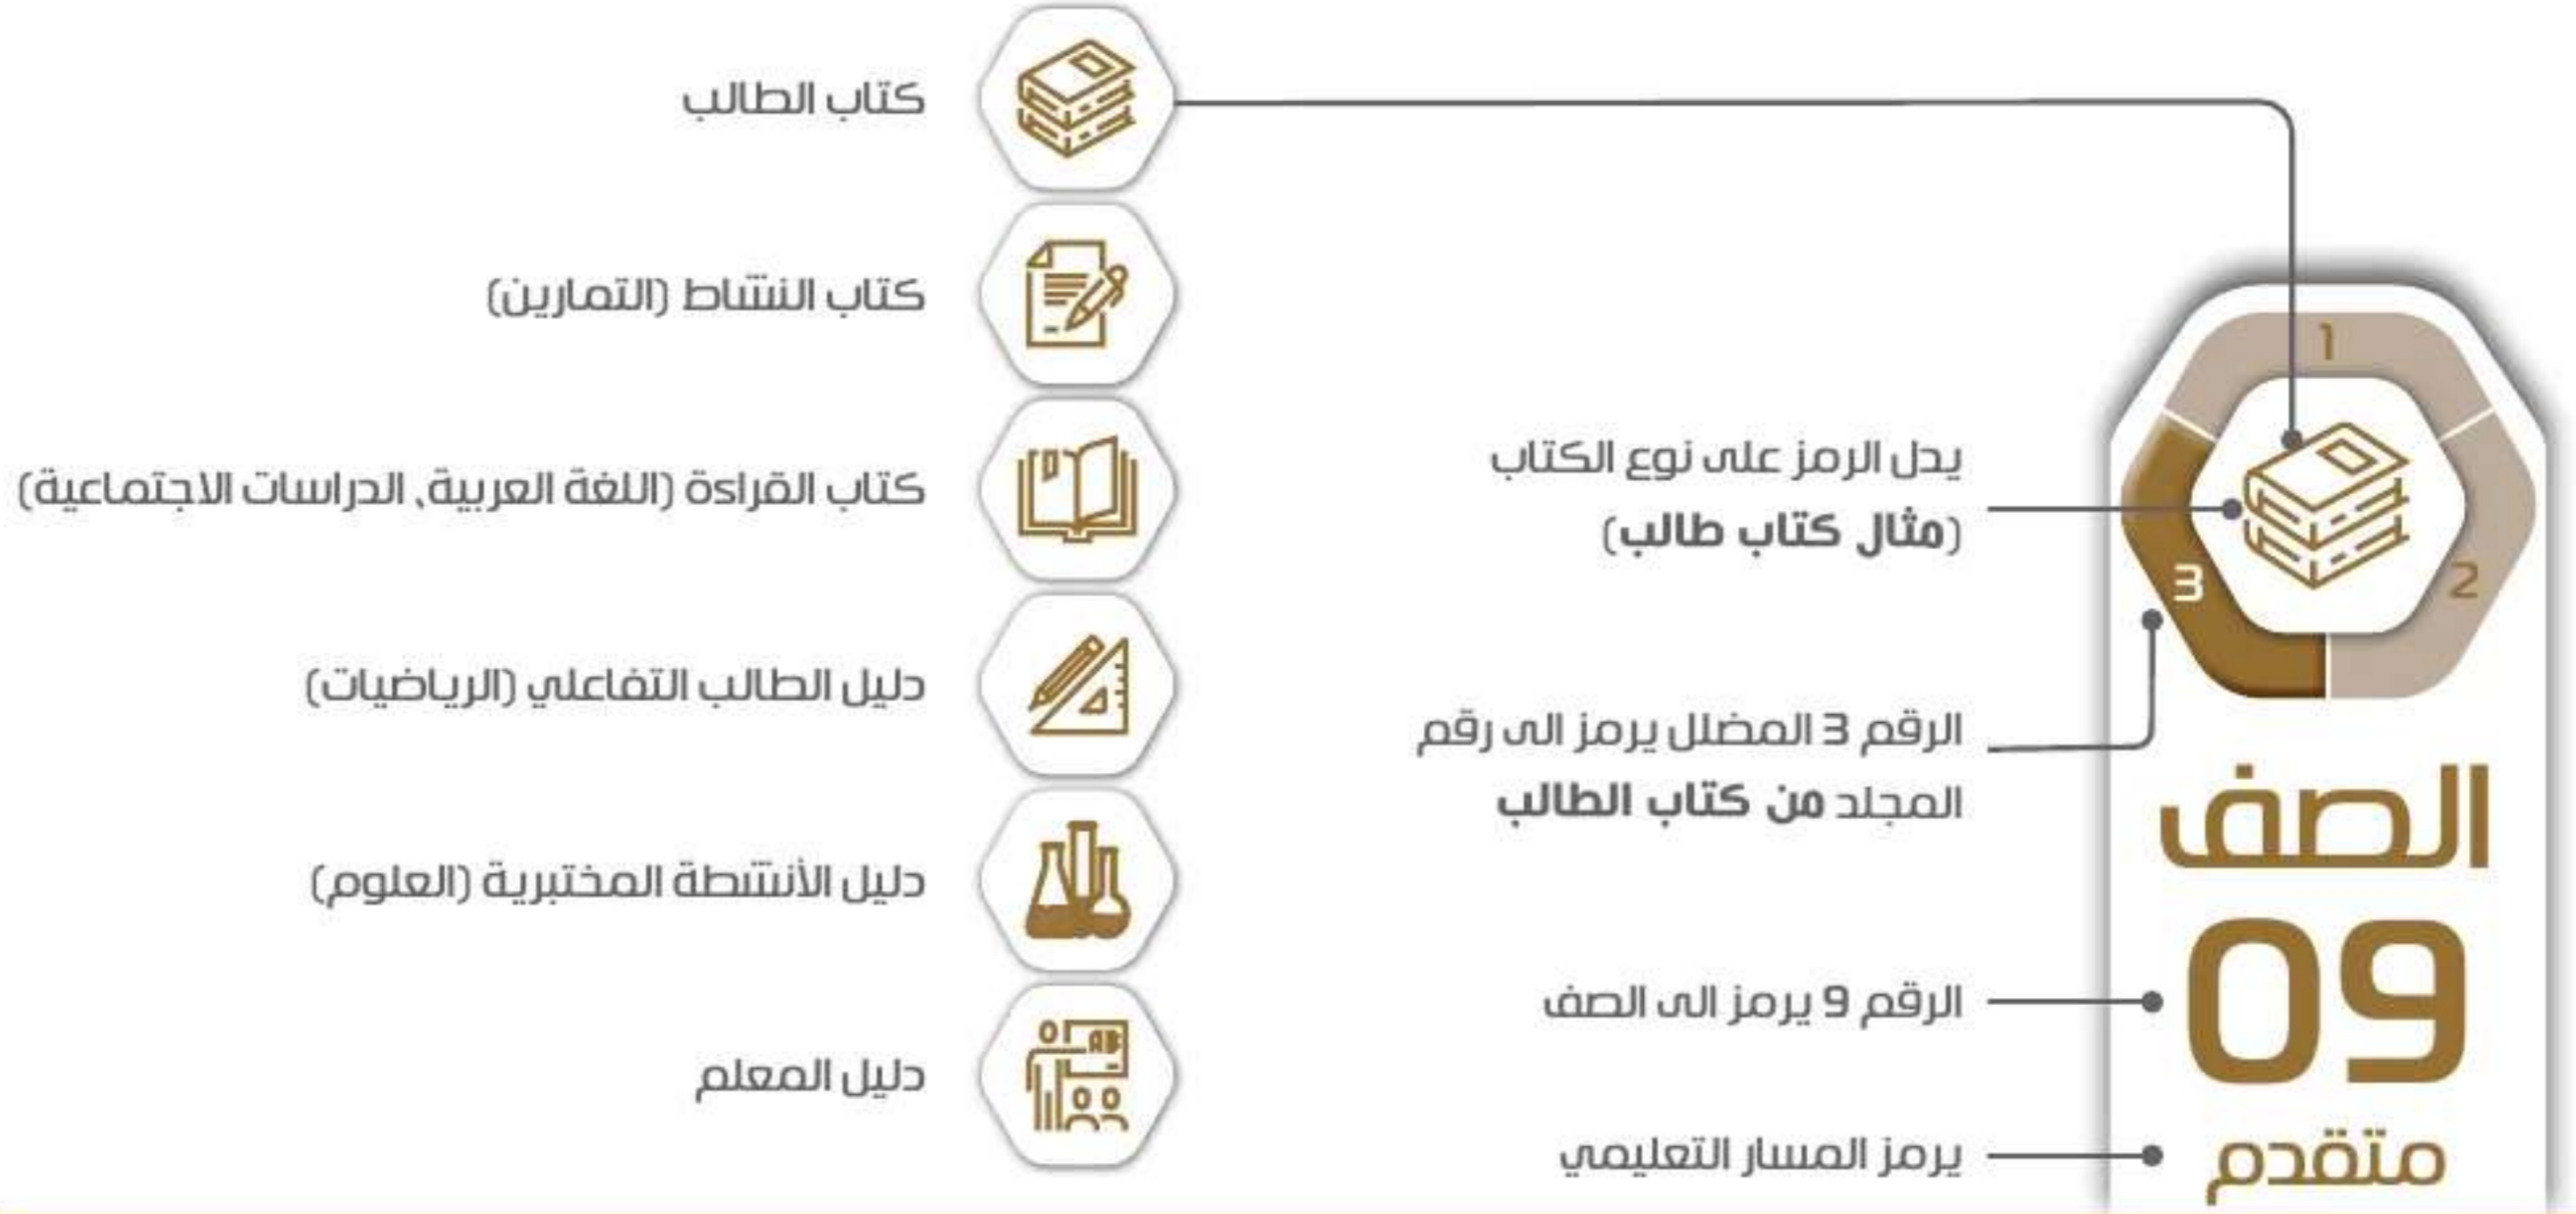 1
2
3
الصف
09
متقدم
يدل الرمز على نوع الكتاب
(مثال كتاب طالب)
الرقم 3 المضلل يرمز الى رقم
المجلد من كتاب الطالب
الرقم 9 يرمز الى الصف
يرمز المسار التعليمي
كتاب الطالب
كتاب النشاط (التمارين)
كتاب القراءة (اللغة العربية، الدراسات الاجتماعية)
دليل الطالب التفاعلي (الرياضيات)
دليل الأنشطة المختبرية (العلوم)
AB
دليل المعلم